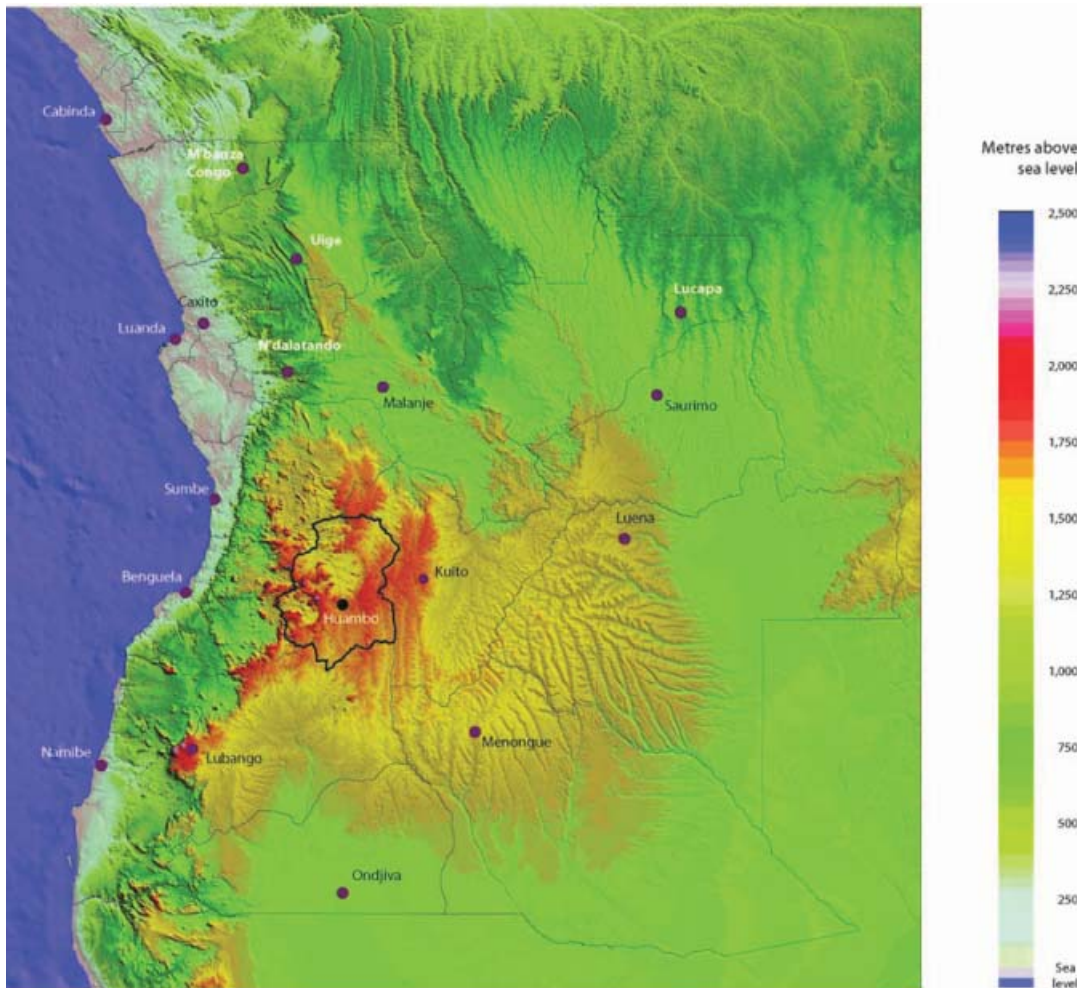 Cabinda
M'banza
Congo
Uige
Caxito
Luanda
Lucapa
N'dalatando
Malanje
Saurimo
Sumbe
Luena
Benguela
Kuito
Huambo
Namibe
Lubango
Menongue
Ondjiva
Metres above
sea level
2,500
2,250
2,000
1,750
1,500
1,250
1,000
750
500
250
Sea
level